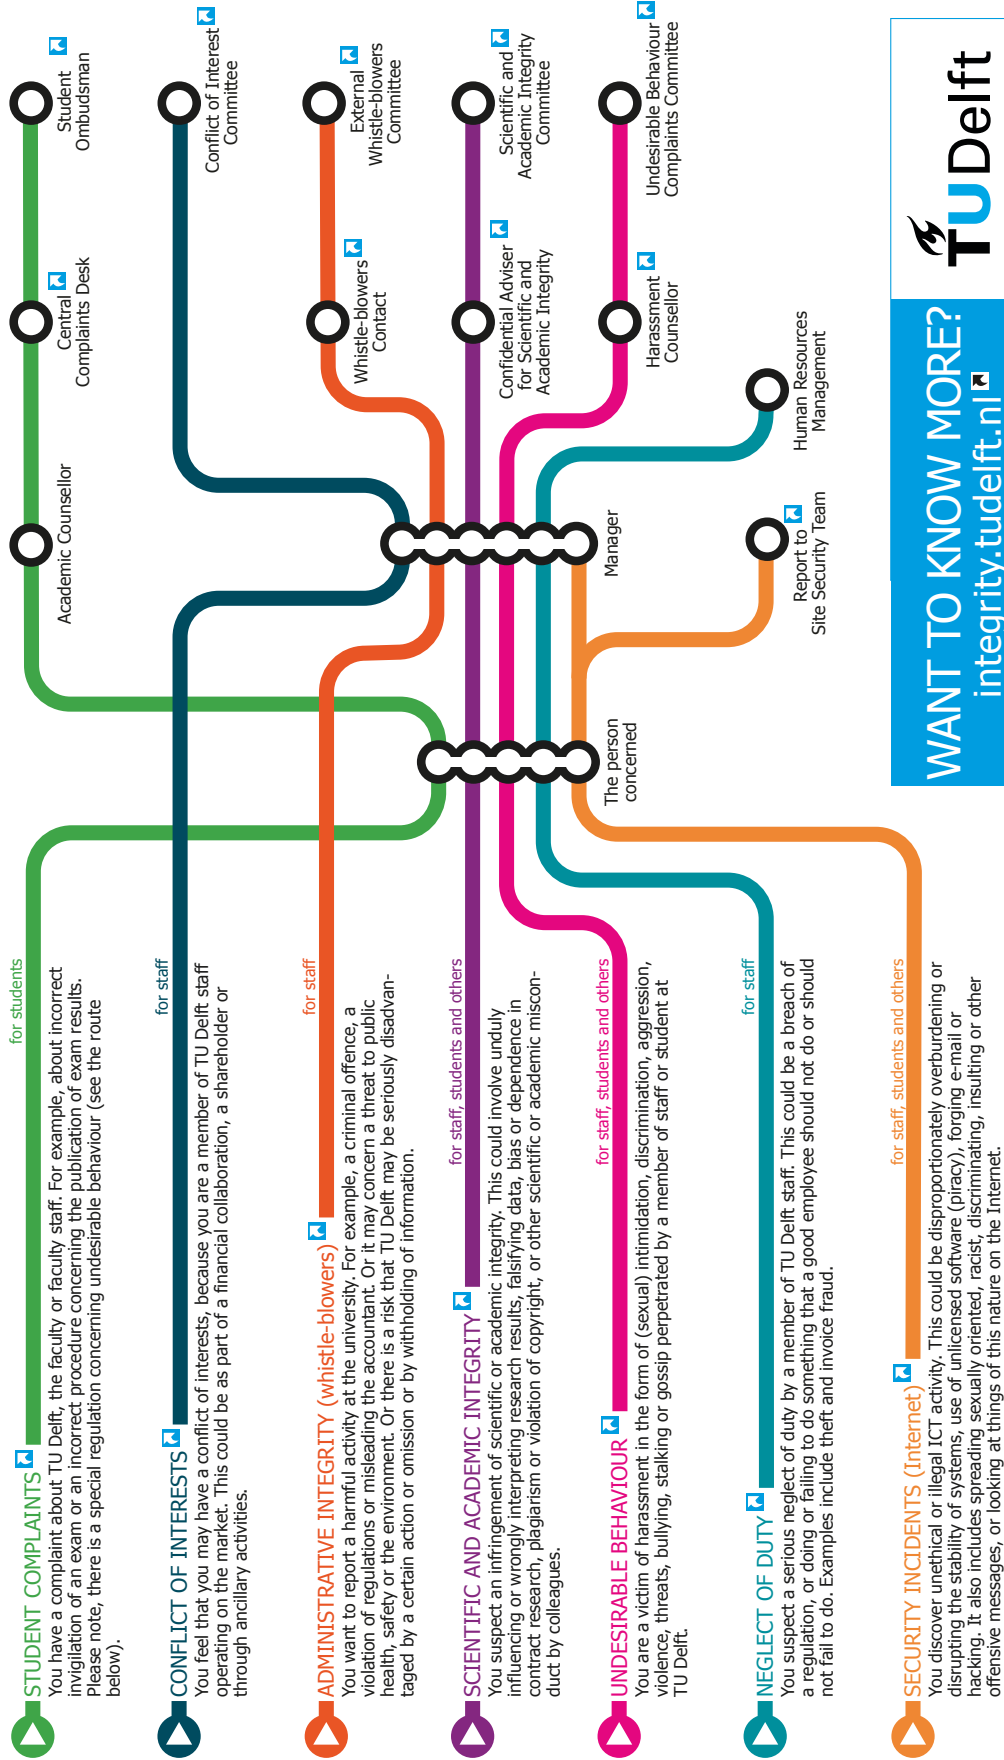 STUDENT COMPLAINTS
for students
You have a complaint about TU Delft, the faculty or faculty staff. For example, about incorrect
invigilation of an exam or an incorrect procedure concerning the publication of exam results.
Please note, there is a special regulation concerning undesirable behaviour (see the route
below).
Academic Counsellor
Central
Complaints Desk
Student
Ombudsman
CONFLICT OF INTERESTS
for staff
You feel that you may have a conflict of interests, because you are a member of TU Delft staff
operating on the market. This could be as part of a financial collaboration, a shareholder or
through ancillary activities.
Conflict of Interest
Committee
ADMINISTRATIVE INTEGRITY (whistle-blowers)
for staff
You want to report a harmful activity at the university. For example, a criminal offence, a
violation of regulations or misleading the accountant. Or it may concern a threat to public
health, safety or the environment. Or there is a risk that TU Delft may be seriously disadvan-
taged by a certain action or omission or by withholding of information.
Whistle-blowers
Contact
External
Whistle-blowers
Committee
SCIENTIFIC AND ACADEMIC INTEGRITY
for staff, students and others
You suspect an infringement of scientific or academic integrity. This could involve unduly
influencing or wrongly interpreting research results, falsifying data, bias or dependence in
contract research, plagiarism or violation of copyright, or other scientific or academic miscon-
duct by colleagues.
Confidential Adviser
for Scientific and
Academic Integrity
Scientific and
Academic Integrity
Committee
UNDESIRABLE BEHAVIOUR
for staff, students and others
You are a victim of harassment in the form of (sexual) intimidation, discrimination, aggression,
violence, threats, bullying, stalking or gossip perpetrated by a member of staff or student at
TU Delft.
The person
concerned
Manager
Harassment
Counsellor
Undesirable Behaviour
Complaints Committee
NEGLECT OF DUTY
for staff
You suspect a serious neglect of duty by a member of TU Delft staff. This could be a breach of
a regulation, or doing or failing to do something that a good employee should not do or should
not fail to do. Examples include theft and invoice fraud.
Report to
Site Security Team
Human Resources
Management
SECURITY INCIDENTS (Internet)
for staff, students and others
You discover unethical or illegal ICT activity. This could be disproportionately overburdening or
disrupting the stability of systems, use of unlicensed software (piracy), forging e-mail or
hacking. It also includes spreading sexually oriented, racist, discriminating, insulting or other
offensive messages, or looking at things of this nature on the Internet.
WANT TO KNOW MORE?
integrity.tudelft.nl
TU Delft